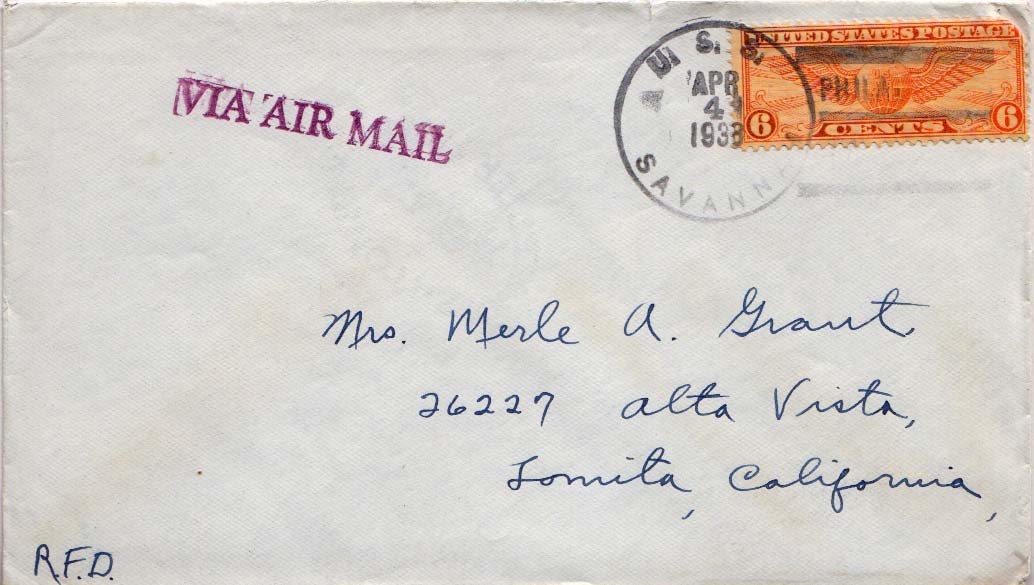 VIA AIR MAIL
U. S. S.
SAVANN
APR
4
1938
UNITED STATES POSTAGE
PHILA.
6 CENTS 6
Mrs. Merle A. Grant
26227 Alta Vista,
Lomita, California,
R.F.D.